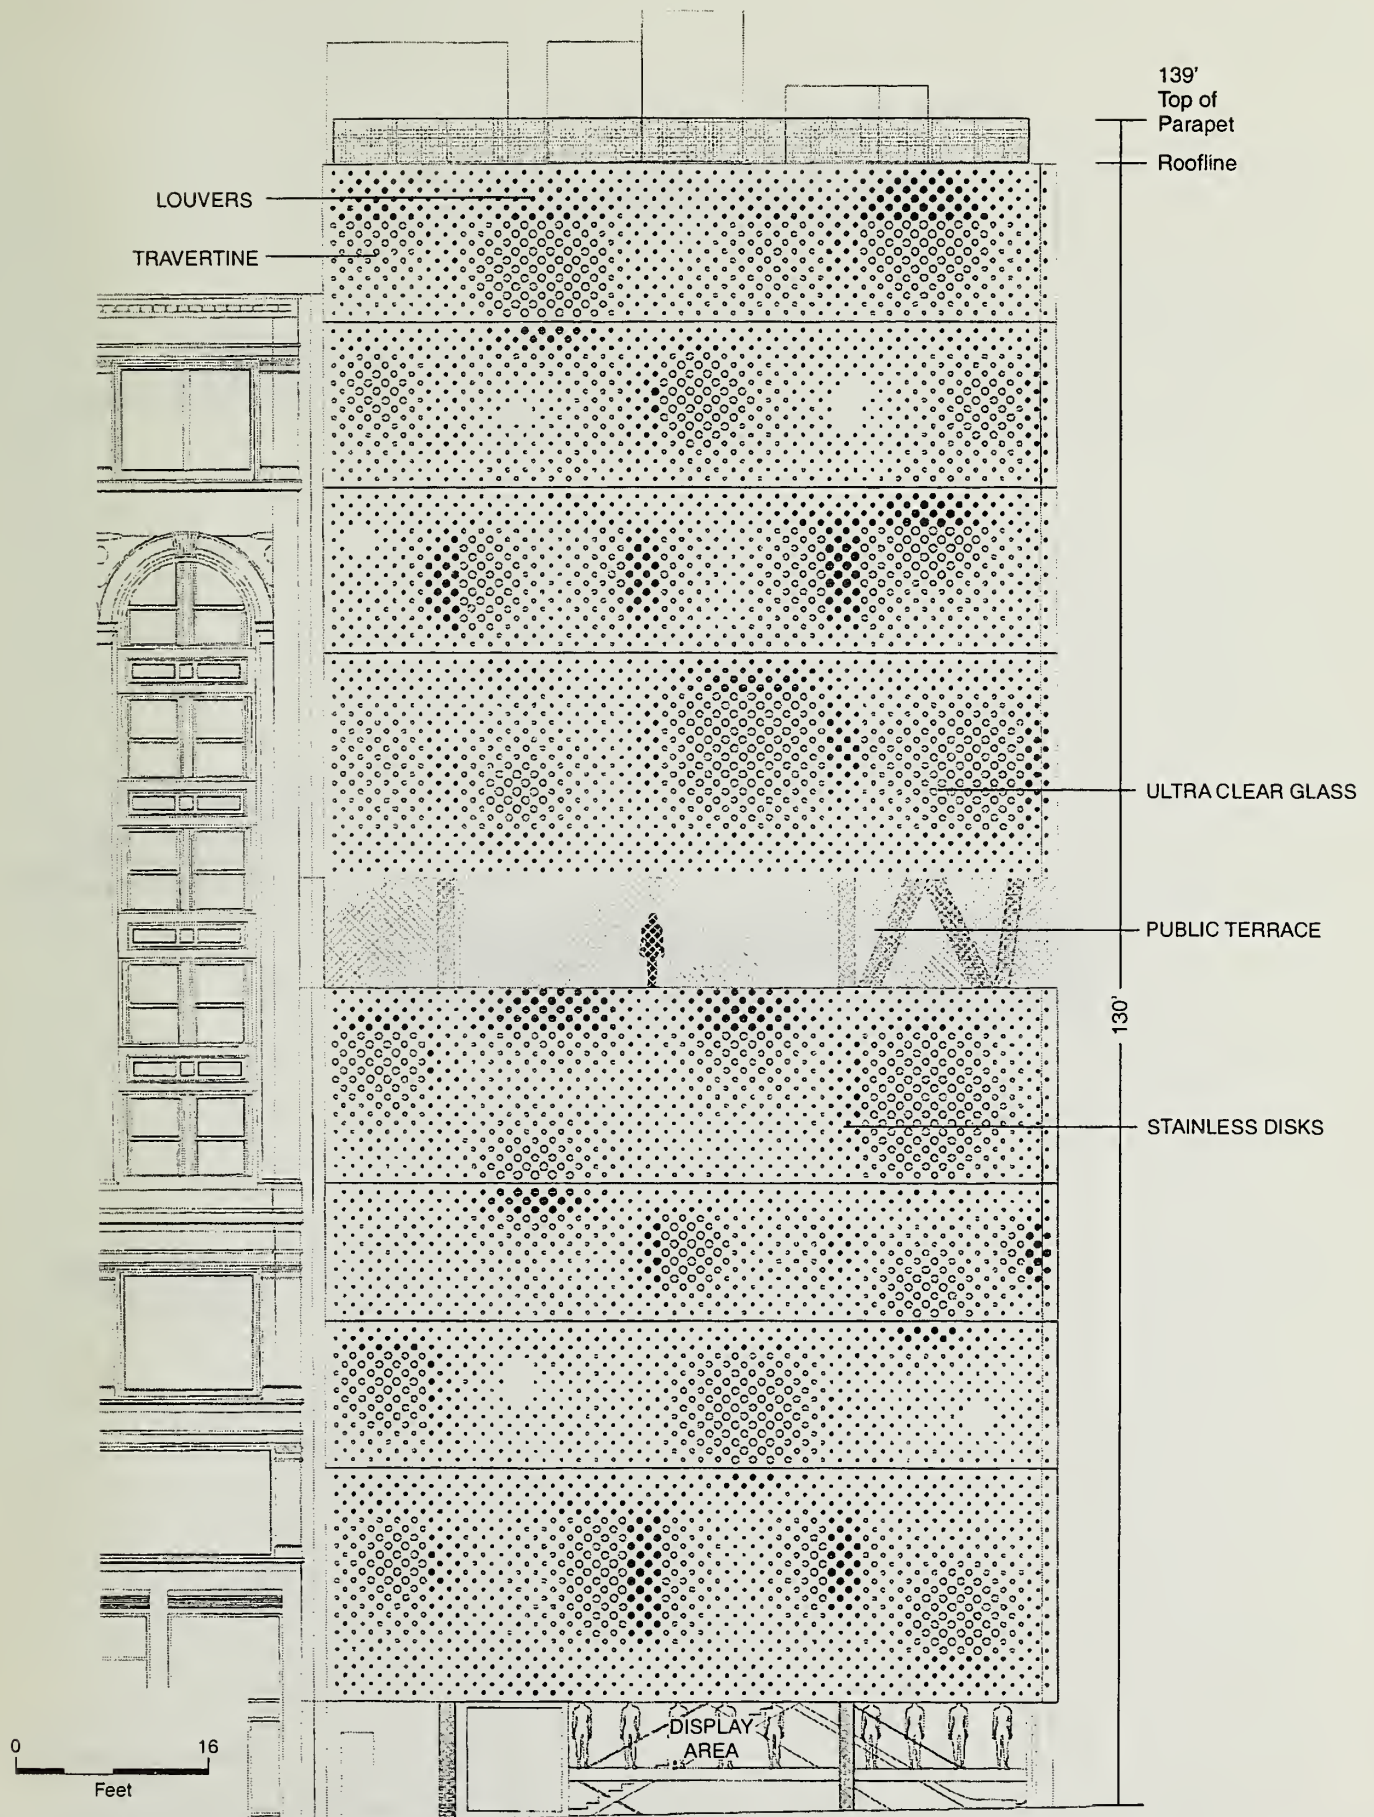 139'
Top of
Parapet
Roofline
LOUVERS
TRAVERTINE
ULTRA CLEAR GLASS
PUBLIC TERRACE
130'
STAINLESS DISKS
DISPLAY
AREA
0 16
Feet